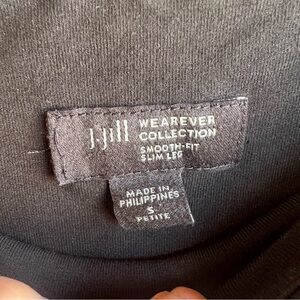 J.Jill WEAREVER
COLLECTION
SMOOTH-FIT
SLIM LEG
MADE IN
PHILIPPINES
S
PETITE